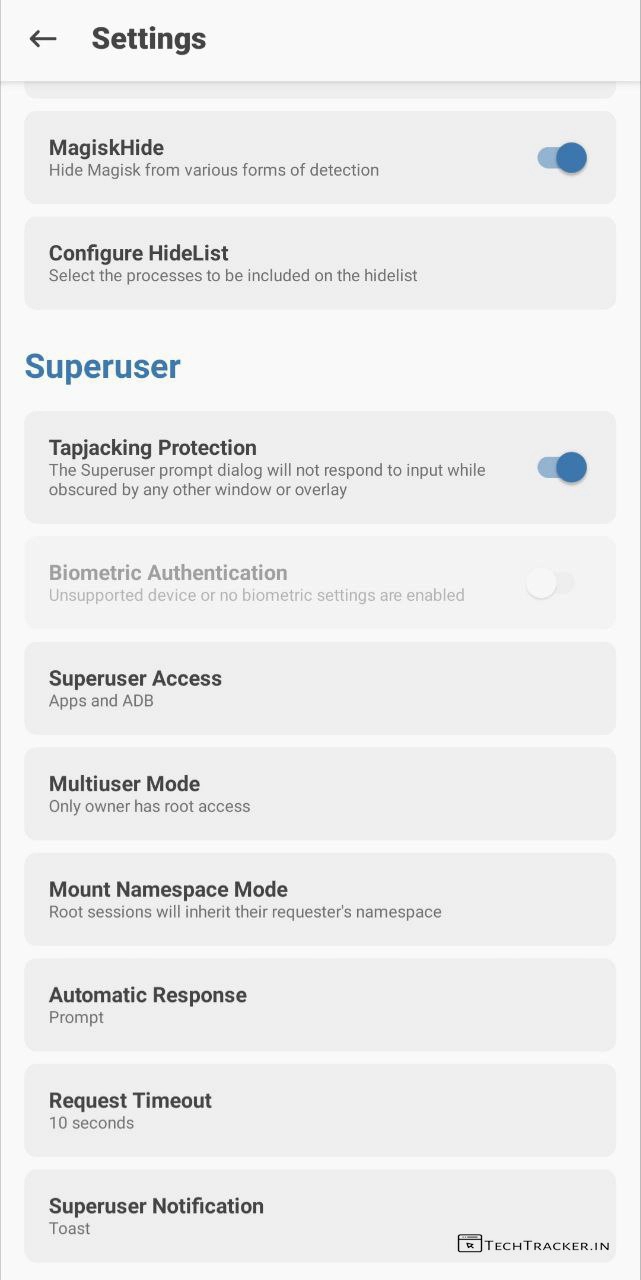 Settings
MagiskHide
Hide Magisk from various forms of detection
Configure HideList
Select the processes to be included on the hidelist
Superuser
Tapjacking Protection
The Superuser prompt dialog will not respond to input while
obscured by any other window or overlay
Biometric Authentication
Unsupported device or no biometric settings are enabled
Superuser Access
Apps and ADB
Multiuser Mode
Only owner has root access
Mount Namespace Mode
Root sessions will inherit their requester's namespace
Automatic Response
Prompt
Request Timeout
10 seconds
Superuser Notification
Toast
TECHTRACKER.IN